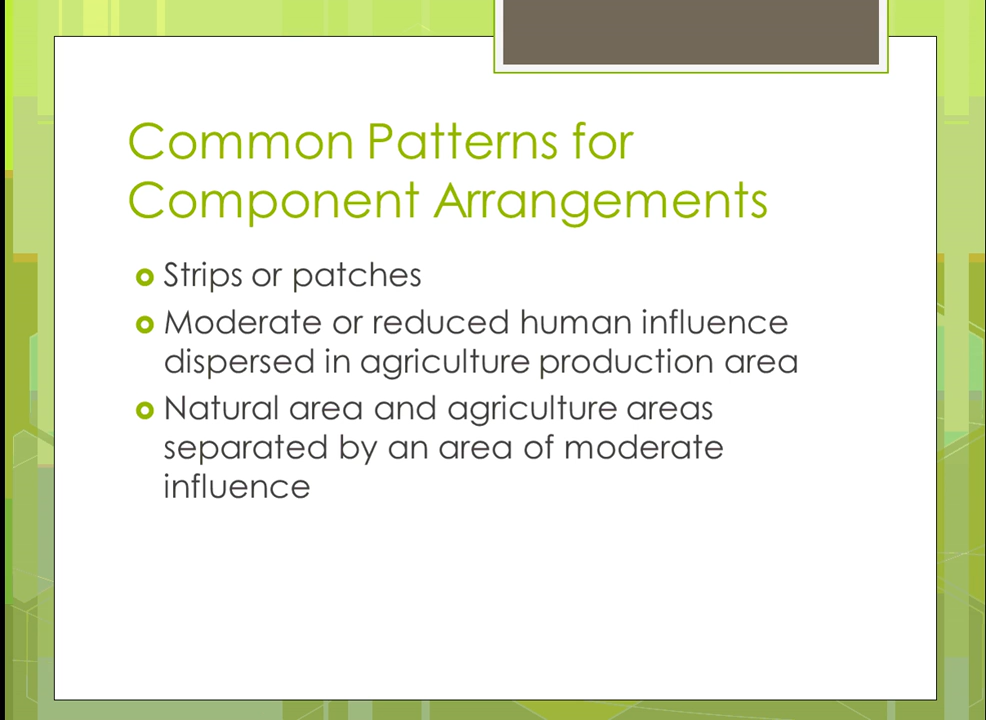 Common Patterns for
Component Arrangements
Strips or patches
Moderate or reduced human influence
dispersed in agriculture production area
Natural area and agriculture areas
separated by an area of moderate
influence